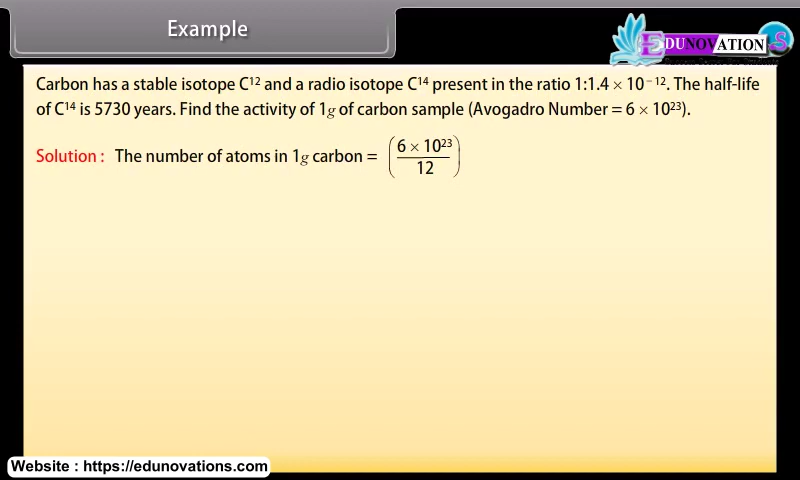 Example
EDUNOVATIONS
Carbon has a stable isotope C¹² and a radio isotope C¹⁴ present in the ratio 1:1.4 × 10⁻¹². The half-life
of C¹⁴ is 5730 years. Find the activity of 1g of carbon sample (Avogadro Number = 6 × 10²³).
Solution : The number of atoms in 1g carbon = (6 × 10²³ / 12)
Website : https://edunovations.com